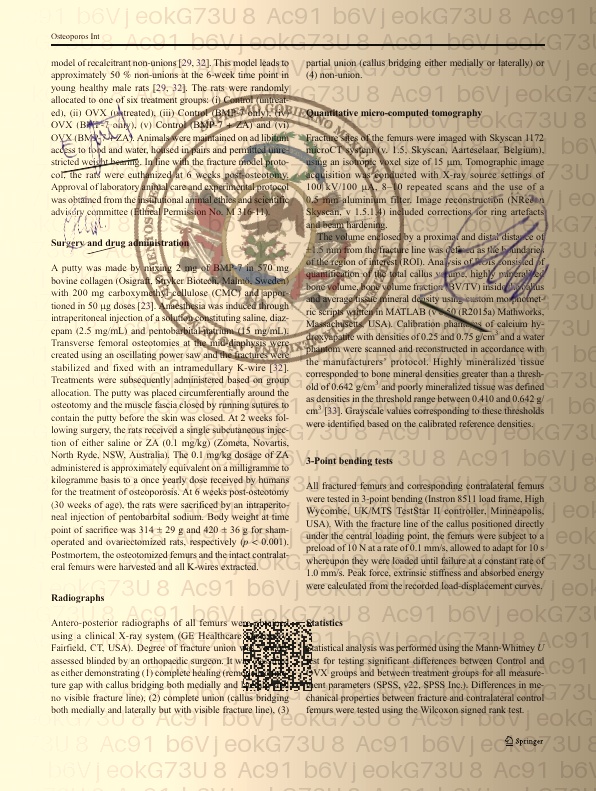 Osteoporos Int
model of recalcitrant non-unions [29, 32]. This model leads to
approximately 50 % non-unions at the 6-week time point in
young healthy male rats [29, 32]. The rats were randomly
allocated to one of six treatment groups: (i) Control (untreat-
ed), (ii) OVX (untreated), (iii) Control (BMP-7 only), (iv)
OVX (BMP-7 only), (v) Control (BMP-7 + ZA) and (vi)
OVX (BMP-7 + ZA). Animals were maintained on ad libitum
access to food and water, housed in pairs and permitted unre-
stricted weight bearing. In line with the fracture model
col, the rats were euthanized at 6 weeks post-osteotomy.
Approval of laboratory animal care and experimental protocol
was obtained from the institutional animal ethics and scientific
advisory committee (Ethical Permission No. M 316-11).
Surgery and drug administration
A putty was made by mixing 2 mg of BMP-7 in 570 mg
bovine collagen (Osigraft, Stryker Biotech, Malmo, Sweden)
with 200 mg carboxymethyl cellulose (CMC) and appor-
tioned in 50 µg doses [23]. Anaesthesia was induced through
intraperitoneal injection of a solution constituting saline, diaz-
epam (2.5 mg/mL) and pentobarbital natrium (15 mg/mL).
Transverse femoral osteotomies at the mid-diaphysis were
created using an oscillating power saw and the fractures were
stabilized and fixed with an intramedullary K-wire [32].
Treatments were subsequently administered based on group
allocation. The putty was placed circumferentially around the
osteotomy and the muscle fascia closed by running sutures to
contain the putty before the skin was closed. At 2 weeks fol-
lowing surgery, the rats received a single subcutaneous injec-
tion of either saline or ZA (0.1 mg/kg) (Zometa, Novartis,
North Ryde, NSW, Australia). The 0.1 mg/kg dosage of ZA
administered is approximately equivalent on a milligramme to
kilogramme basis to a once yearly dose received by humans
for the treatment of osteoporosis. At 6 weeks post-osteotomy
(30 weeks of age), the rats were sacrificed by an intraperito-
neal injection of pentobarbital sodium. Body weight at time
point of sacrifice was 314 ± 29 g and 420 ± 36 g for sham-
operated and ovariectomized rats, respectively (p < 0.001).
Postmortem, the osteotomized femurs and the intact contralat-
eral femurs were harvested and all K-wires extracted.
Radiographs
Antero-posterior radiographs of all femurs were obtained
using a clinical X-ray system (GE Healthcare
Fairfield, CT, USA). Degree of fracture union
assessed blinded by an orthopaedic surgeon. It
as either demonstrating (1) complete healing
ture gap with callus bridging both medially and
no visible fracture line), (2) complete union (callus bridging
both medially and laterally but with visible fracture line), (3)
partial union (callus bridging either medially or laterally) or
(4) non-union.
Quantitative micro-computed tomography
Fracture sites of the femurs were imaged with Skyscan 1172
microCT system (v. 1.5, Skyscan, Aartselaar, Belgium),
using an isotropic voxel size of 15 µm. Tomographic image
acquisition was conducted with X-ray source settings of
100 kV/100 µA, 8–10 repeated scans and the use of a
0.5 mm aluminium filter. Image reconstruction (NRecon,
Skyscan, v 1.5.1.4) included corrections for ring artefacts
and beam hardening.
The volume enclosed by a proximal and distal distance of
±1.5 mm from the fracture line was defined as the boundaries
of the region of interest (ROI). Analysis of ROIs consisted of
quantification of the total callus volume, highly mineralized
bone volume, bone volume fraction (BV/TV) inside the callus
and average tissue mineral density using custom morphomet-
ric scripts written in MATLAB (v 8.50 (R2015a) Mathworks,
Massachusetts, USA). Calibration phantoms of calcium hy-
droxyapatite with densities of 0.25 and 0.75 g/cm³ and a water
phantom were scanned and reconstructed in accordance with
the manufacturers' protocol. Highly mineralized tissue
corresponded to bone mineral densities greater than a thresh-
old of 0.642 g/cm³ and poorly mineralized tissue was defined
as densities in the threshold range between 0.410 and 0.642 g/
cm³ [33]. Grayscale values corresponding to these thresholds
were identified based on the calibrated reference densities.
3-Point bending tests
All fractured femurs and corresponding contralateral femurs
were tested in 3-point bending (Instron 8511 load frame, High
Wycombe, UK/MTS TestStar II controller, Minneapolis,
USA). With the fracture line of the callus positioned directly
under the central loading point, the femurs were subject to a
preload of 10 N at a rate of 0.1 mm/s, allowed to adapt for 10 s
whereupon they were loaded until failure at a constant rate of
1.0 mm/s. Peak force, extrinsic stiffness and absorbed energy
were calculated from the recorded load-displacement curves.
Statistics
Statistical analysis was performed using the Mann-Whitney U
test for testing significant differences between Control and
OVX groups and between treatment groups for all measure-
ment parameters (SPSS, v22, SPSS Inc.). Differences in me-
chanical properties between fracture and contralateral control
femurs were tested using the Wilcoxon signed rank test.
Springer